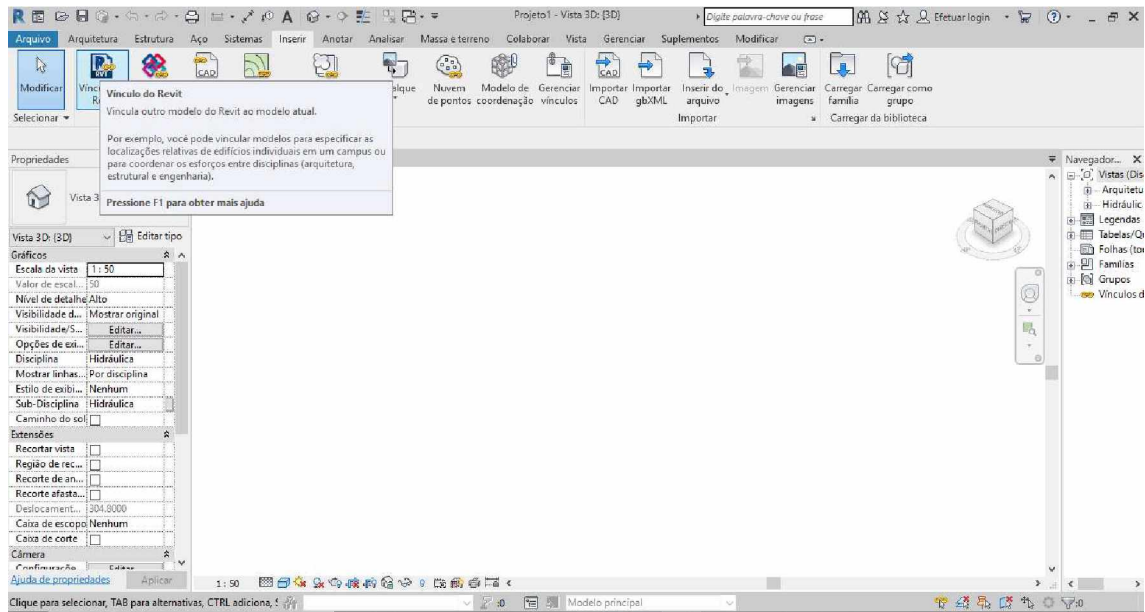 Projeto1 - Vista 3D: {3D}
Digite palavra-chave ou frase
Efetuar login
Arquivo Arquitetura Estrutura Aço Sistemas Inserir Anotar Analisar Massa e terreno Colaborar Vista Gerenciar Suplementos Modificar
Modificar
Nuvem de pontos
Modelo de coordenação
Gerenciar vínculos
Importar CAD
Importar gbXML
Inserir do arquivo
Imagem
Gerenciar imagens
Carregar família
Carregar como grupo
Selecionar
Importar
Carregar da biblioteca
Vínculo do Revit
Vincula outro modelo do Revit ao modelo atual.
Por exemplo, você pode vincular modelos para especificar as
localizações relativas de edifícios individuais em um campus ou
para coordenar os esforços entre disciplinas (arquitetura,
estrutural e engenharia).
Pressione F1 para obter mais ajuda
Propriedades
Vista 3
Vista 3D: {3D} Editar tipo
Gráficos
Escala da vista 1 : 50
Valor de escal... 50
Nível de detalhe Alto
Visibilidade d... Mostrar original
Visibilidade/S... Editar...
Opções de exi... Editar...
Disciplina Hidráulica
Mostrar linhas... Por disciplina
Estilo de exibi... Nenhum
Sub-Disciplina Hidráulica
Caminho do sol
Extensões
Recortar vista
Região de rec...
Recorte de an...
Recorte afasta...
Deslocament... 304.8000
Caixa de escopo Nenhum
Caixa de corte
Câmera
Ajuda de propriedades Aplicar
Navegador... X
Vistas (Dis
Arquitetu
Hidráulic
Legendas
Tabelas/Qu
Folhas (to
Famílias
Grupos
Vínculos d
1 : 50
Clique para selecionar, TAB para alternativas, CTRL adiciona,
:0
Modelo principal
:0